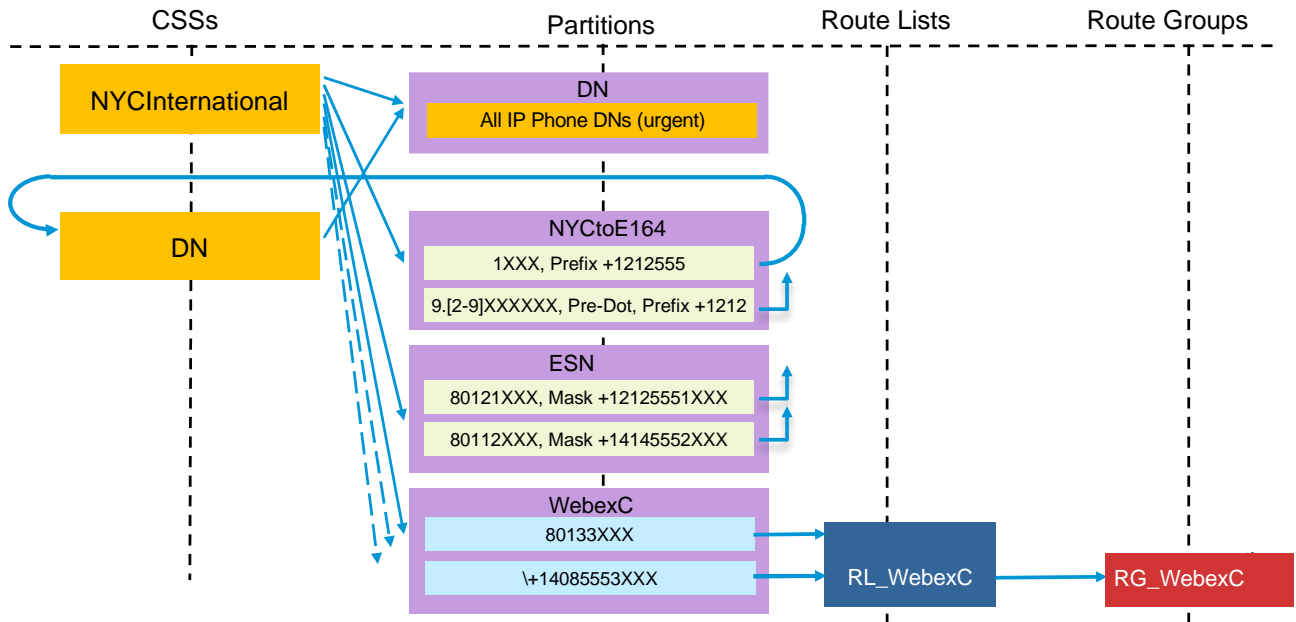 CSSs
Partitions
Route Lists
Route Groups
NYCInternational
DN
All IP Phone DNs (urgent)
DN
NYCtoE164
1XXX, Prefix +1212555
9.[2-9]XXXXXX, Pre-Dot, Prefix +1212
ESN
80121XXX, Mask +12125551XXX
80112XXX, Mask +14145552XXX
WebexC
80133XXX
\+14085553XXX
RL_WebexC
RG_WebexC